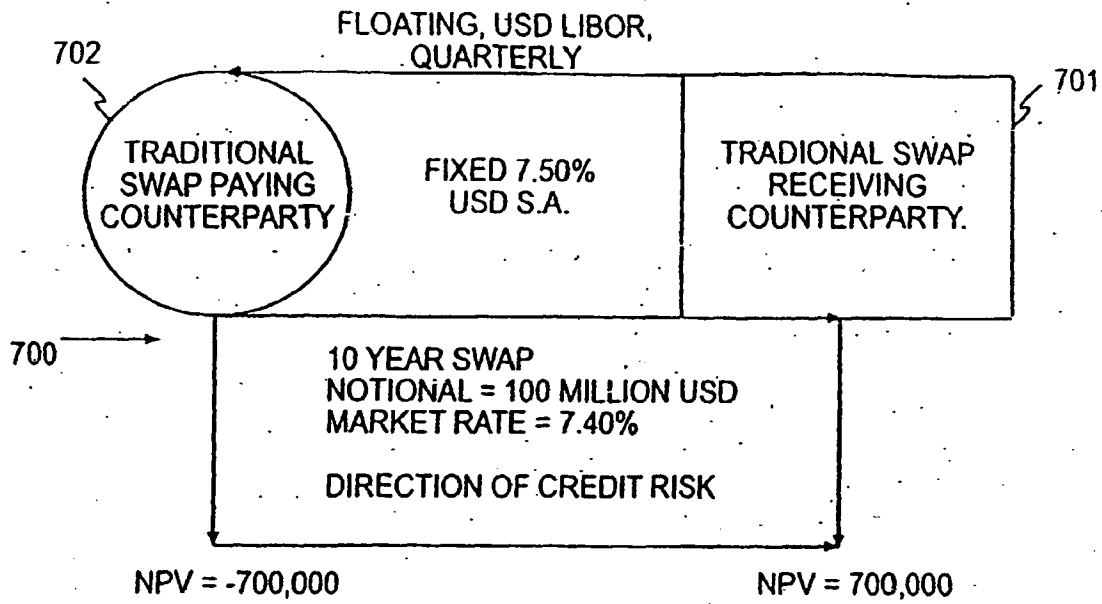 FLOATING, USD LIBOR,
QUARTERLY
702
701
TRADITIONAL
SWAP PAYING
COUNTERPARTY
FIXED 7.50%
USD S.A.
TRADIONAL SWAP
RECEIVING
COUNTERPARTY.
700
10 YEAR SWAP
NOTIONAL = 100 MILLION USD
MARKET RATE = 7.40%
DIRECTION OF CREDIT RISK
NPV = -700,000
NPV = 700,000